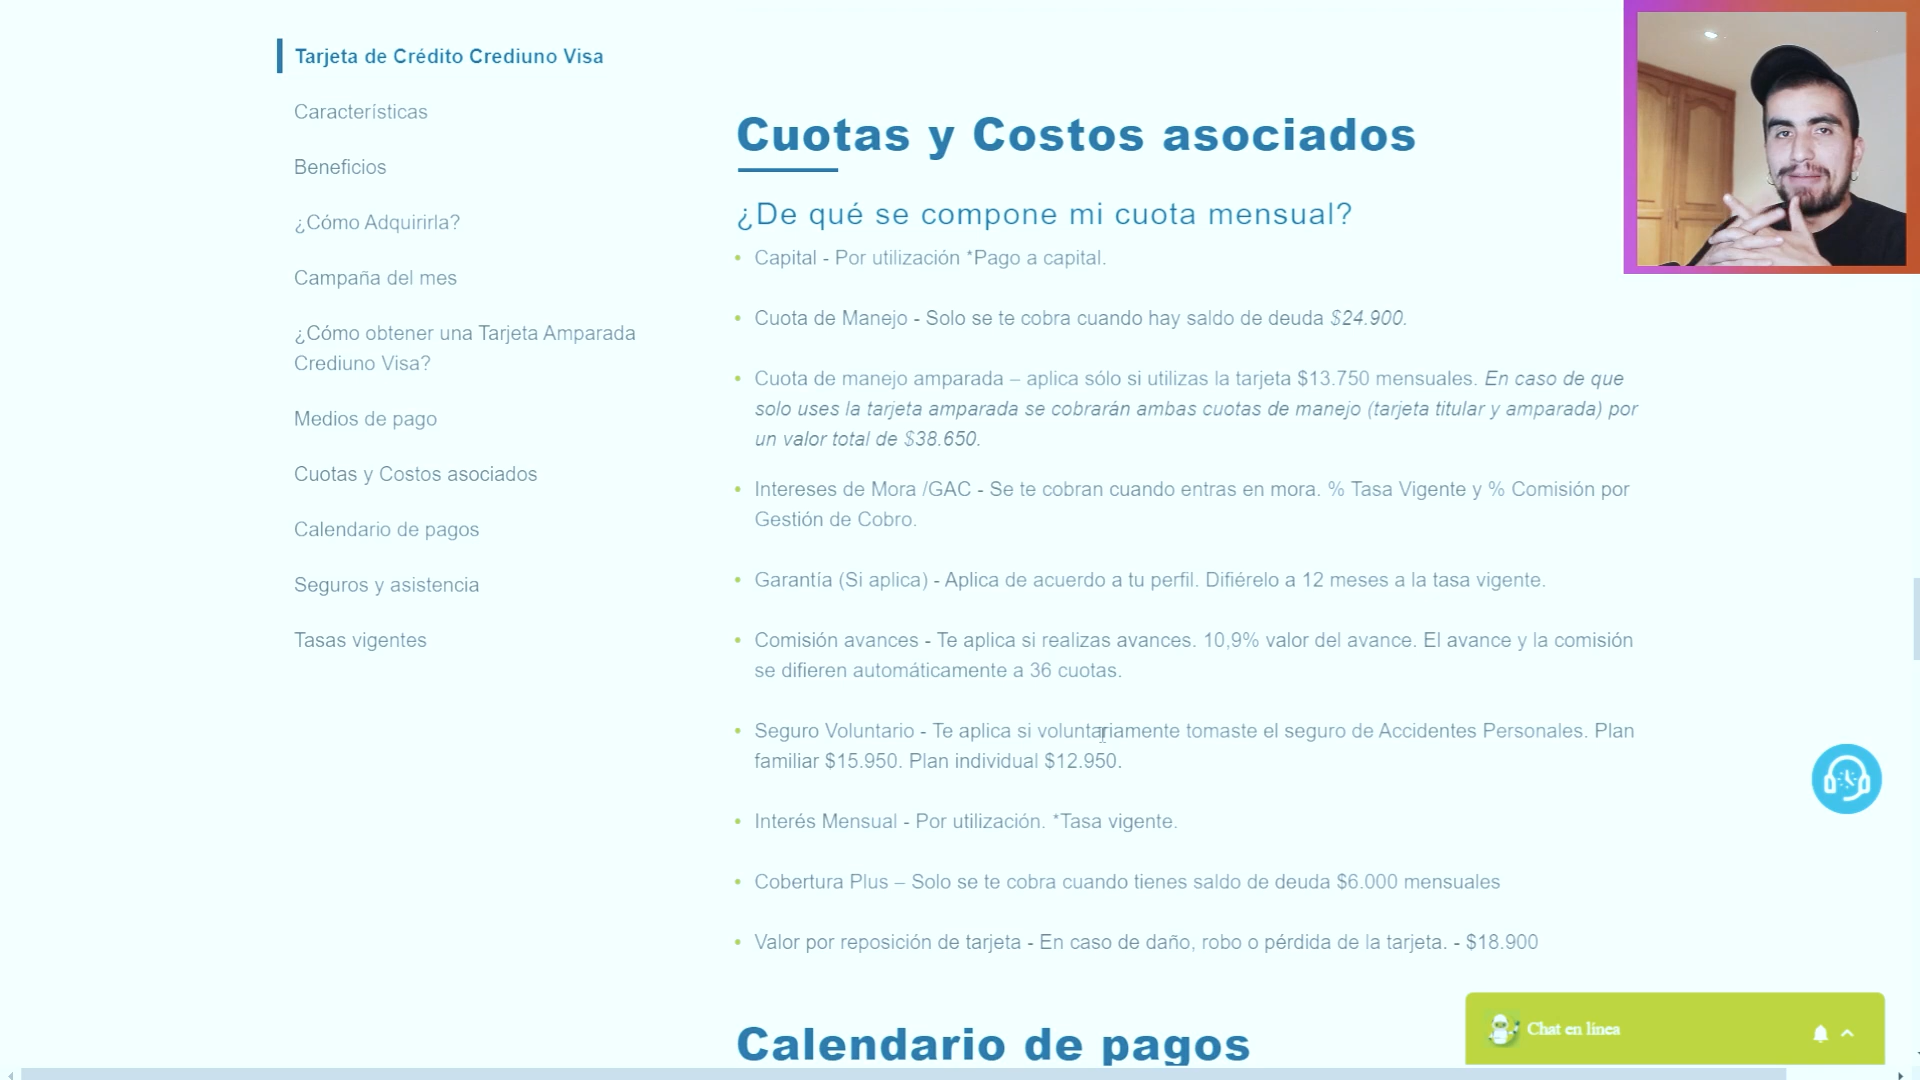 Tarjeta de Crédito Crediuno Visa
Características
Beneficios
¿Cómo Adquirirla?
Campaña del mes
¿Cómo obtener una Tarjeta Amparada
Crediuno Visa?
Medios de pago
Cuotas y Costos asociados
Calendario de pagos
Seguros y asistencia
Tasas vigentes
Cuotas y Costos asociados
¿De qué se compone mi cuota mensual?
• Capital - Por utilización *Pago a capital.
• Cuota de Manejo - Solo se te cobra cuando hay saldo de deuda $24.900.
• Cuota de manejo amparada – aplica sólo si utilizas la tarjeta $13.750 mensuales. En caso de que
solo uses la tarjeta amparada se cobrarán ambas cuotas de manejo (tarjeta titular y amparada) por
un valor total de $38.650.
• Intereses de Mora /GAC - Se te cobran cuando entras en mora. % Tasa Vigente y % Comisión por
Gestión de Cobro.
• Garantía (Si aplica) - Aplica de acuerdo a tu perfil. Difiérelo a 12 meses a la tasa vigente.
• Comisión avances - Te aplica si realizas avances. 10,9% valor del avance. El avance y la comisión
se difieren automáticamente a 36 cuotas.
• Seguro Voluntario - Te aplica si voluntariamente tomaste el seguro de Accidentes Personales. Plan
familiar $15.950. Plan individual $12.950.
• Interés Mensual - Por utilización. *Tasa vigente.
• Cobertura Plus – Solo se te cobra cuando tienes saldo de deuda $6.000 mensuales
• Valor por reposición de tarjeta - En caso de daño, robo o pérdida de la tarjeta. - $18.900
Calendario de pagos
Chat en línea